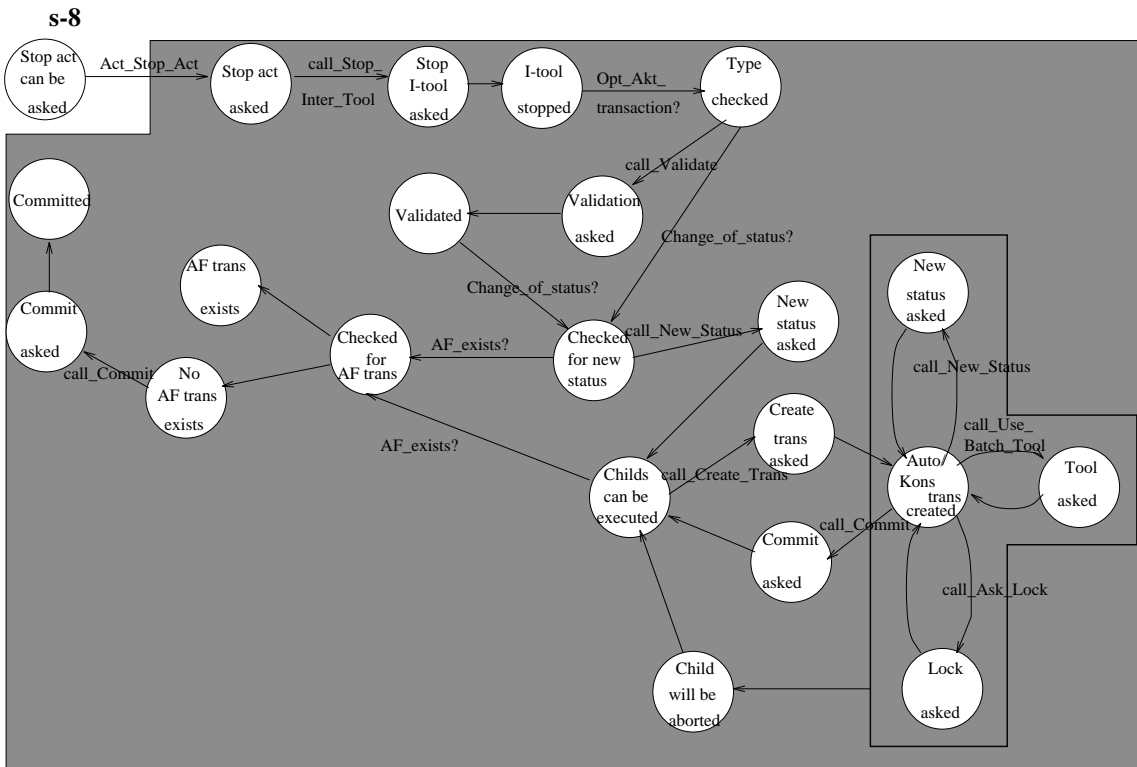 s-8
Stop act
can be
asked
Act_Stop_Act
Stop act
asked
call_Stop_
Inter_Tool
Stop
I-tool
asked
I-tool
stopped
Opt_Akt_
transaction?
Type
checked
call_Validate
Validation
asked
Validated
Change_of_status?
Change_of_status?
Committed
Commit
asked
call_Commit
AF trans
exists
No
AF trans
exists
Checked
for
AF trans
AF_exists?
Checked
for new
status
call_New_Status
New
status
asked
New
status
asked
call_New_Status
AF_exists?
Childs
can be
executed
call_Create_Trans
Create
trans
asked
Auto/
Kons
trans
created
call_Use_
Batch_Tool
Tool
asked
call_Commit
Commit
asked
call_Ask_Lock
Child
will be
aborted
Lock
asked